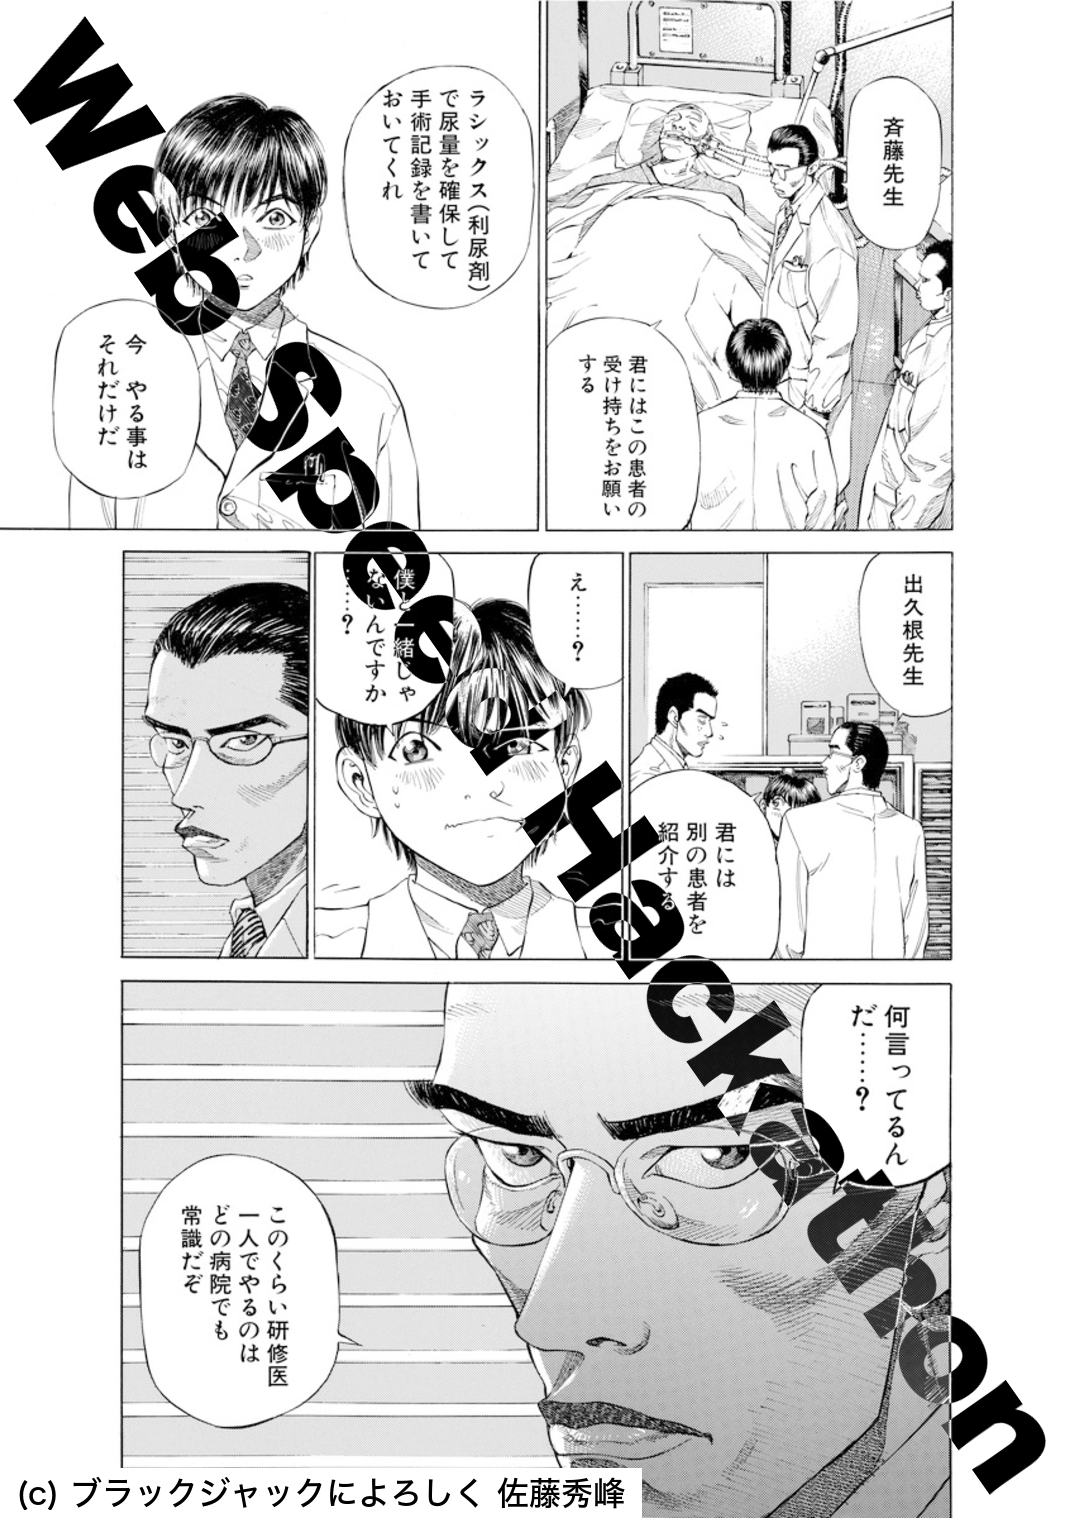 斉藤先生
君にはこの患者の
受け持ちをお願い
する
ラシックス(利尿剤)
で尿量を確保して
手術記録を書いて
おいてくれ
今 やる事は
それだけだ
出久根先生
君には
別の患者を
紹介する
え……?
僕と一緒じゃ
ないんですか
……?
何言ってるん
だ……?
このくらい研修医
一人でやるのは
どの病院でも
常識だぞ
Web Speed Hackathon
(c) ブラックジャックによろしく 佐藤秀峰